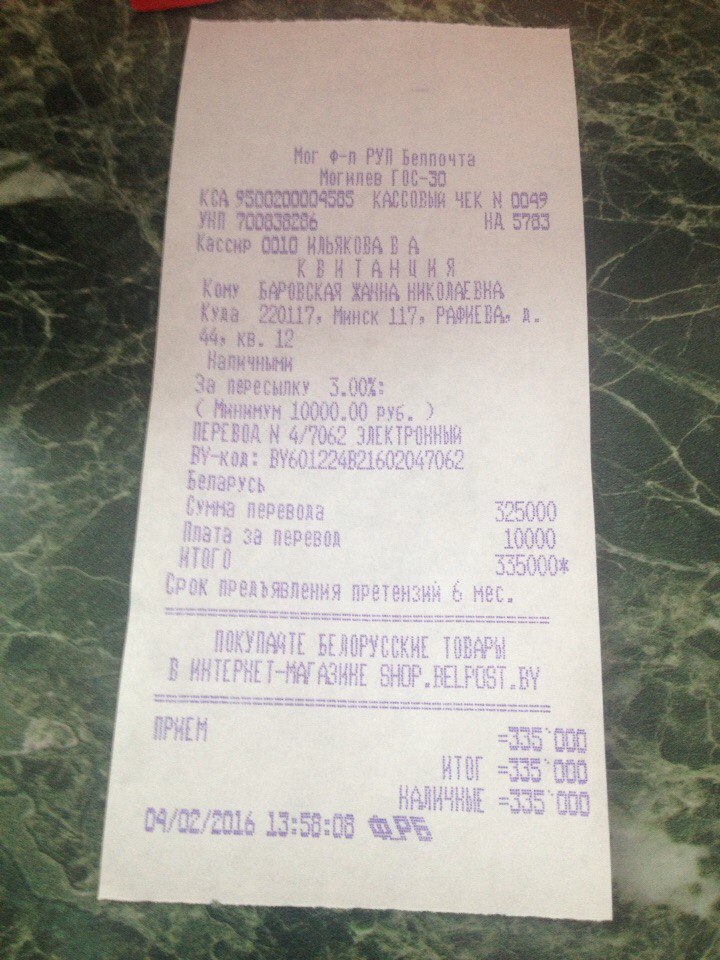 Мог ф-л РУП Белпочта
Могилев ГОС-30
КСА 9500200004585 КАССОВЫЙ ЧЕК N 0049
УНП 700838286 НА 5783
Кассир 0010 ИЛЬЯКОВА В А
К В И Т А Н Ц И Я
Кому БАРОВСКАЯ ЖАННА НИКОЛАЕВНА
Куда 220117, Минск 117, РАФИЕВА, д.
44, кв. 12
Наличными
За пересылку 3.00%:
( Минимум 10000.00 руб. )
ПЕРЕВОД N 4/7062 ЭЛЕКТРОННЫЙ
BY-код: BY601224B21602047062
Беларусь
Сумма перевода 325000
Плата за перевод 10000
ИТОГО 335000*
Срок предъявления претензий 6 мес.
ПОКУПАЙТЕ БЕЛОРУССКИЕ ТОВАРЫ
В ИНТЕРНЕТ-МАГАЗИНЕ SHOP.BELPOST.BY
ПРИЕМ =335'000
ИТОГ =335'000
НАЛИЧНЫЕ =335'000
04/02/2016 13:58:08 ФРБ